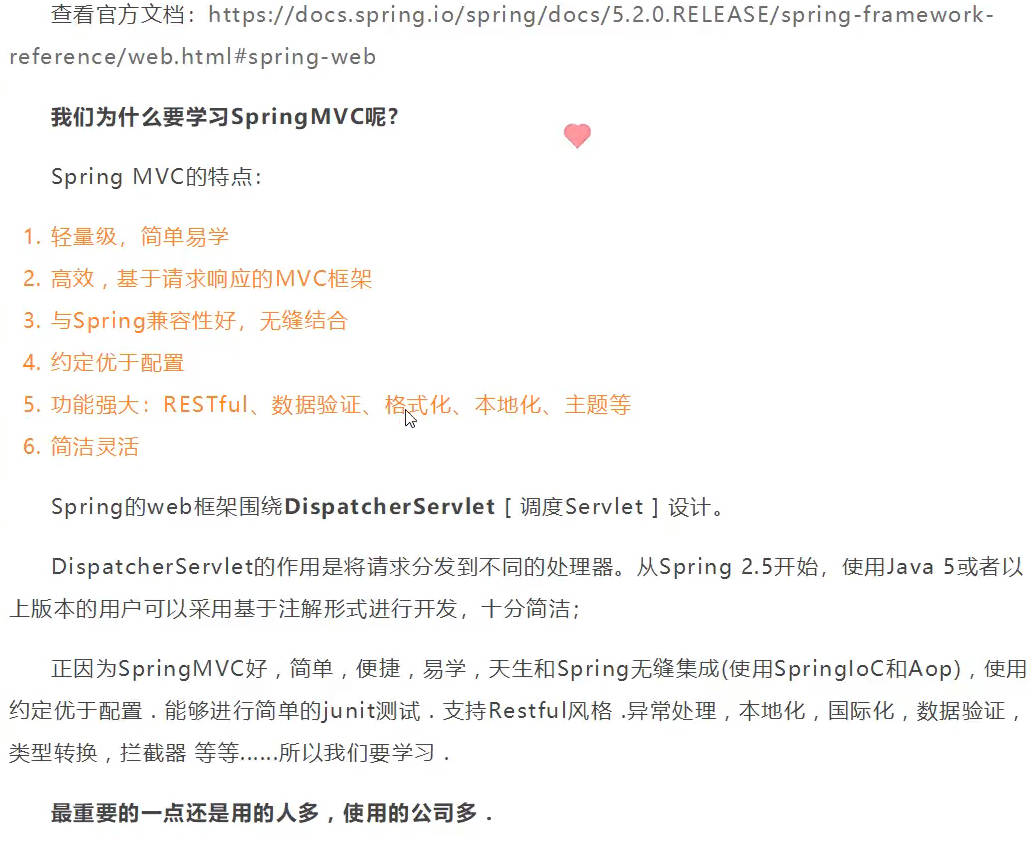 查看官方文档：https://docs.spring.io/spring/docs/5.2.0.RELEASE/spring-framework-
reference/web.html#spring-web
我们为什么要学习SpringMVC呢?
Spring MVC的特点：
1. 轻量级，简单易学
2. 高效 , 基于请求响应的MVC框架
3. 与Spring兼容性好，无缝结合
4. 约定优于配置
5. 功能强大：RESTful、数据验证、格式化、本地化、主题等
6. 简洁灵活
Spring的web框架围绕DispatcherServlet [ 调度Servlet ] 设计。
DispatcherServlet的作用是将请求分发到不同的处理器。从Spring 2.5开始，使用Java 5或者以
上版本的用户可以采用基于注解形式进行开发，十分简洁；
正因为SpringMVC好 , 简单 , 便捷 , 易学 , 天生和Spring无缝集成(使用SpringIoC和Aop) , 使用
约定优于配置 . 能够进行简单的junit测试 . 支持Restful风格 .异常处理 , 本地化 , 国际化 , 数据验证 ,
类型转换 , 拦截器 等等......所以我们要学习 .
最重要的一点还是用的人多 , 使用的公司多 .